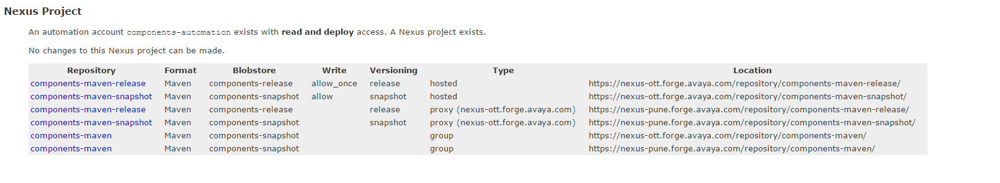 Nexus Project
An automation account components-automation exists with read and deploy access. A Nexus project exists.
No changes to this Nexus project can be made.
Repository Format Blobstore Write Versioning Type Location
components-maven-release Maven components-release allow_once release hosted https://nexus-ott.forge.avaya.com/repository/components-maven-release/
components-maven-snapshot Maven components-snapshot allow snapshot hosted https://nexus-ott.forge.avaya.com/repository/components-maven-snapshot/
components-maven-release Maven components-release release proxy (nexus-ott.forge.avaya.com) https://nexus-pune.forge.avaya.com/repository/components-maven-release/
components-maven-snapshot Maven components-snapshot snapshot proxy (nexus-ott.forge.avaya.com) https://nexus-pune.forge.avaya.com/repository/components-maven-snapshot/
components-maven Maven components-snapshot group https://nexus-ott.forge.avaya.com/repository/components-maven/
components-maven Maven components-snapshot group https://nexus-pune.forge.avaya.com/repository/components-maven/